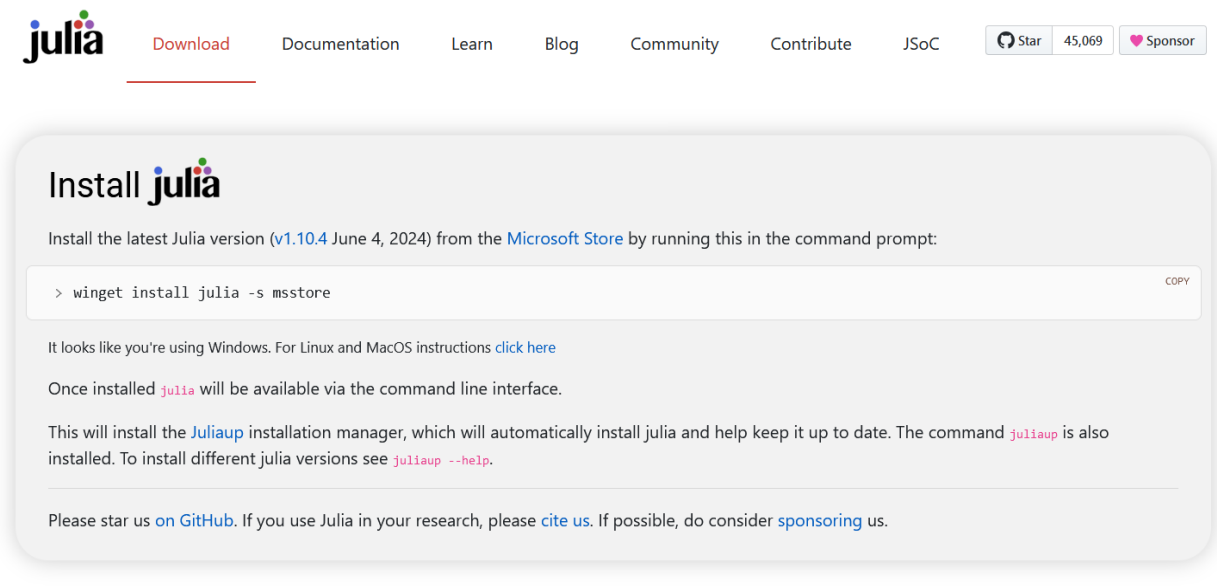 julia
Download Documentation Learn Blog Community Contribute JSoC Star 45,069 Sponsor
Install julia
Install the latest Julia version (v1.10.4 June 4, 2024) from the Microsoft Store by running this in the command prompt:
COPY
> winget install julia -s msstore
It looks like you're using Windows. For Linux and MacOS instructions click here
Once installed julia will be available via the command line interface.
This will install the Juliaup installation manager, which will automatically install julia and help keep it up to date. The command juliaup is also
installed. To install different julia versions see juliaup --help.
Please star us on GitHub. If you use Julia in your research, please cite us. If possible, do consider sponsoring us.